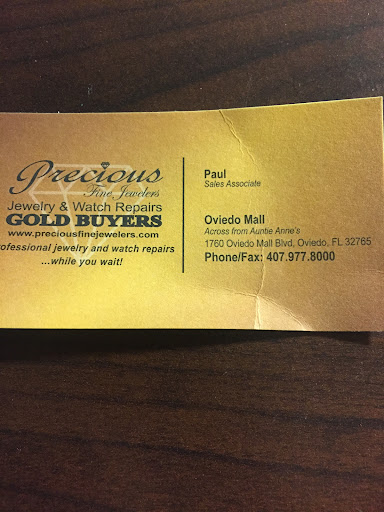 Precious
Fine Jewelers
Jewelry & Watch Repairs
GOLD BUYERS
www.preciousfinejewelers.com
rofessional jewelry and watch repairs
...while you wait!
Paul
Sales Associate
Oviedo Mall
Across from Auntie Anne's
1760 Oviedo Mall Blvd, Oviedo, FL 32765
Phone/Fax: 407.977.8000